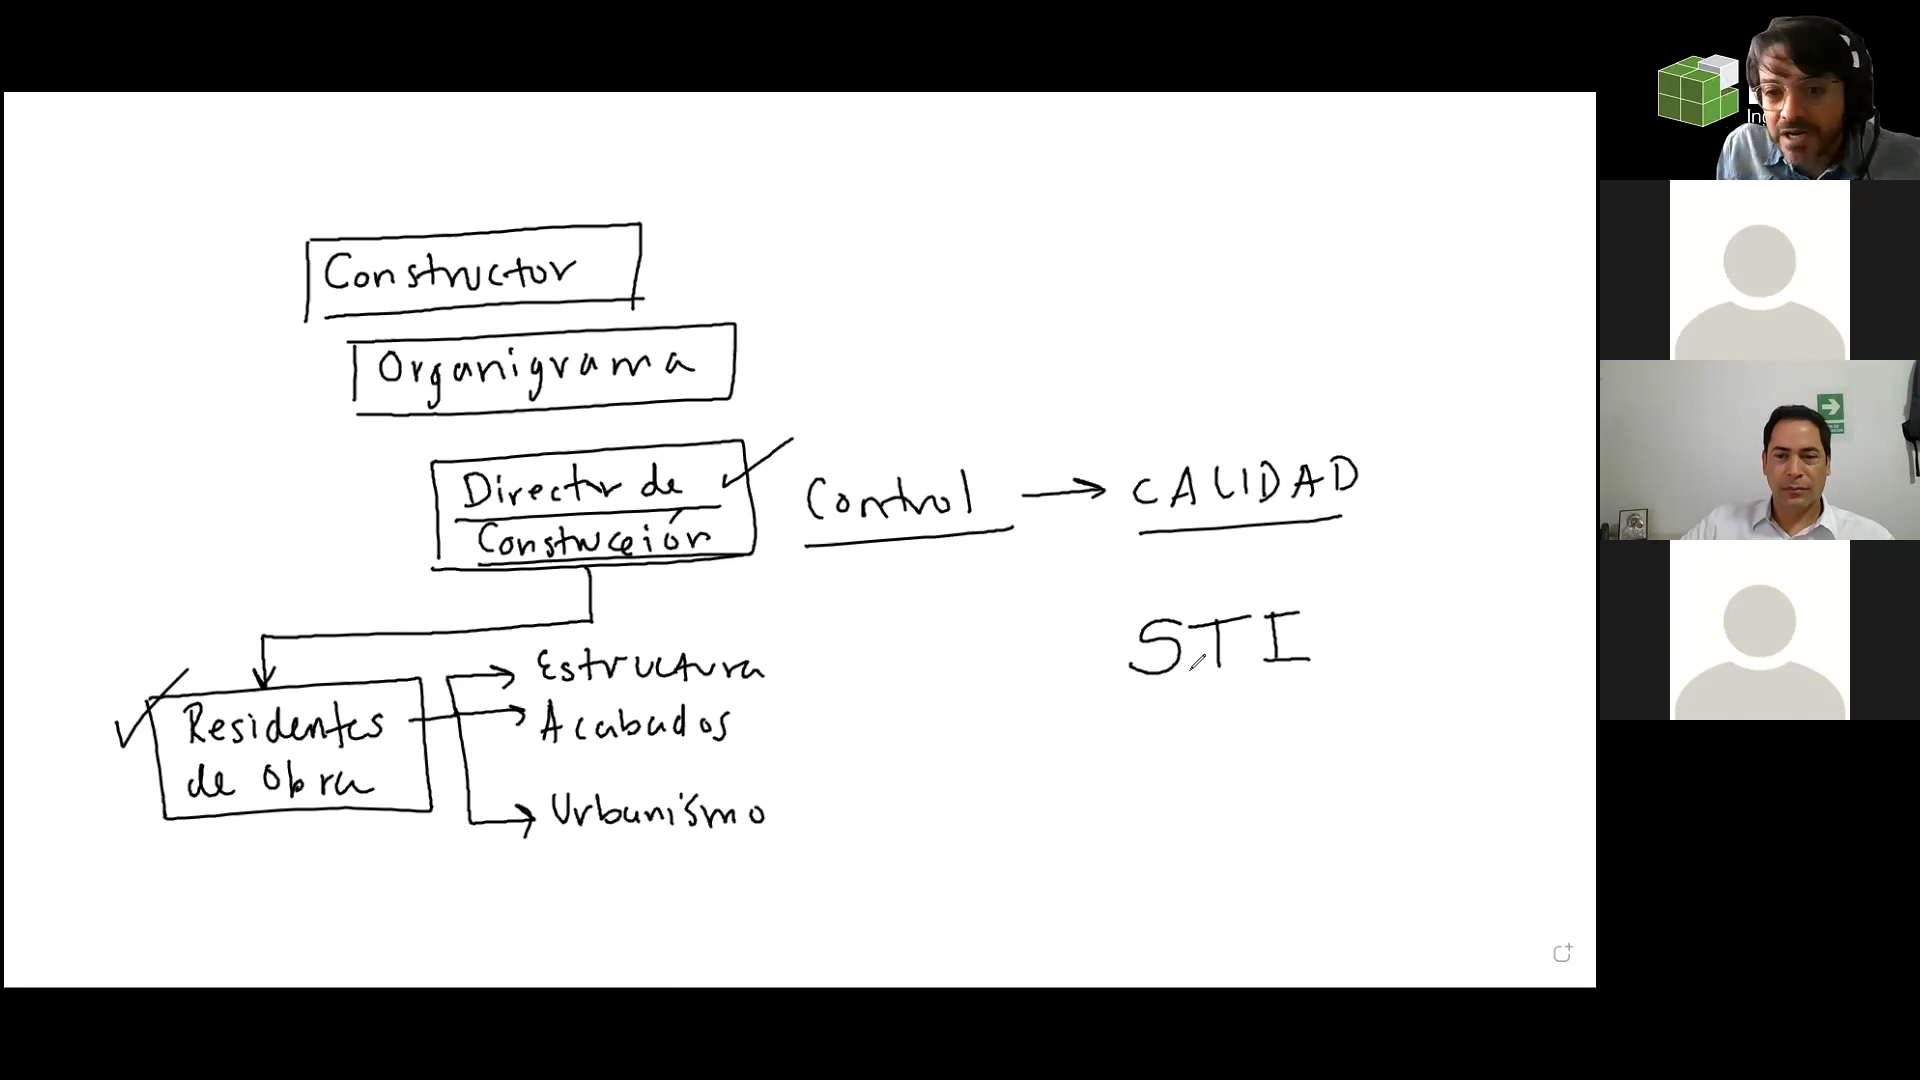 Constructor
Organigrama
Director de
Construcción
Control → CALIDAD
STI
Residentes
de Obra
Estructura
Acabados
Urbanismo